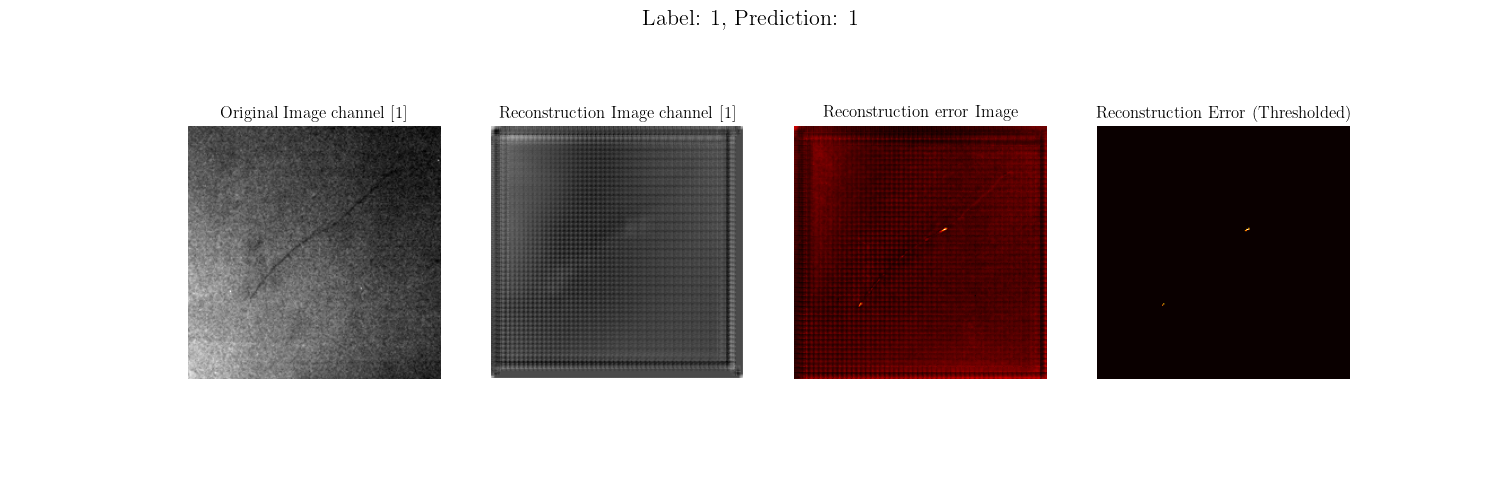 Label: 1, Prediction: 1
Original Image channel [1]
Reconstruction Image channel [1]
Reconstruction error Image
Reconstruction Error (Thresholded)